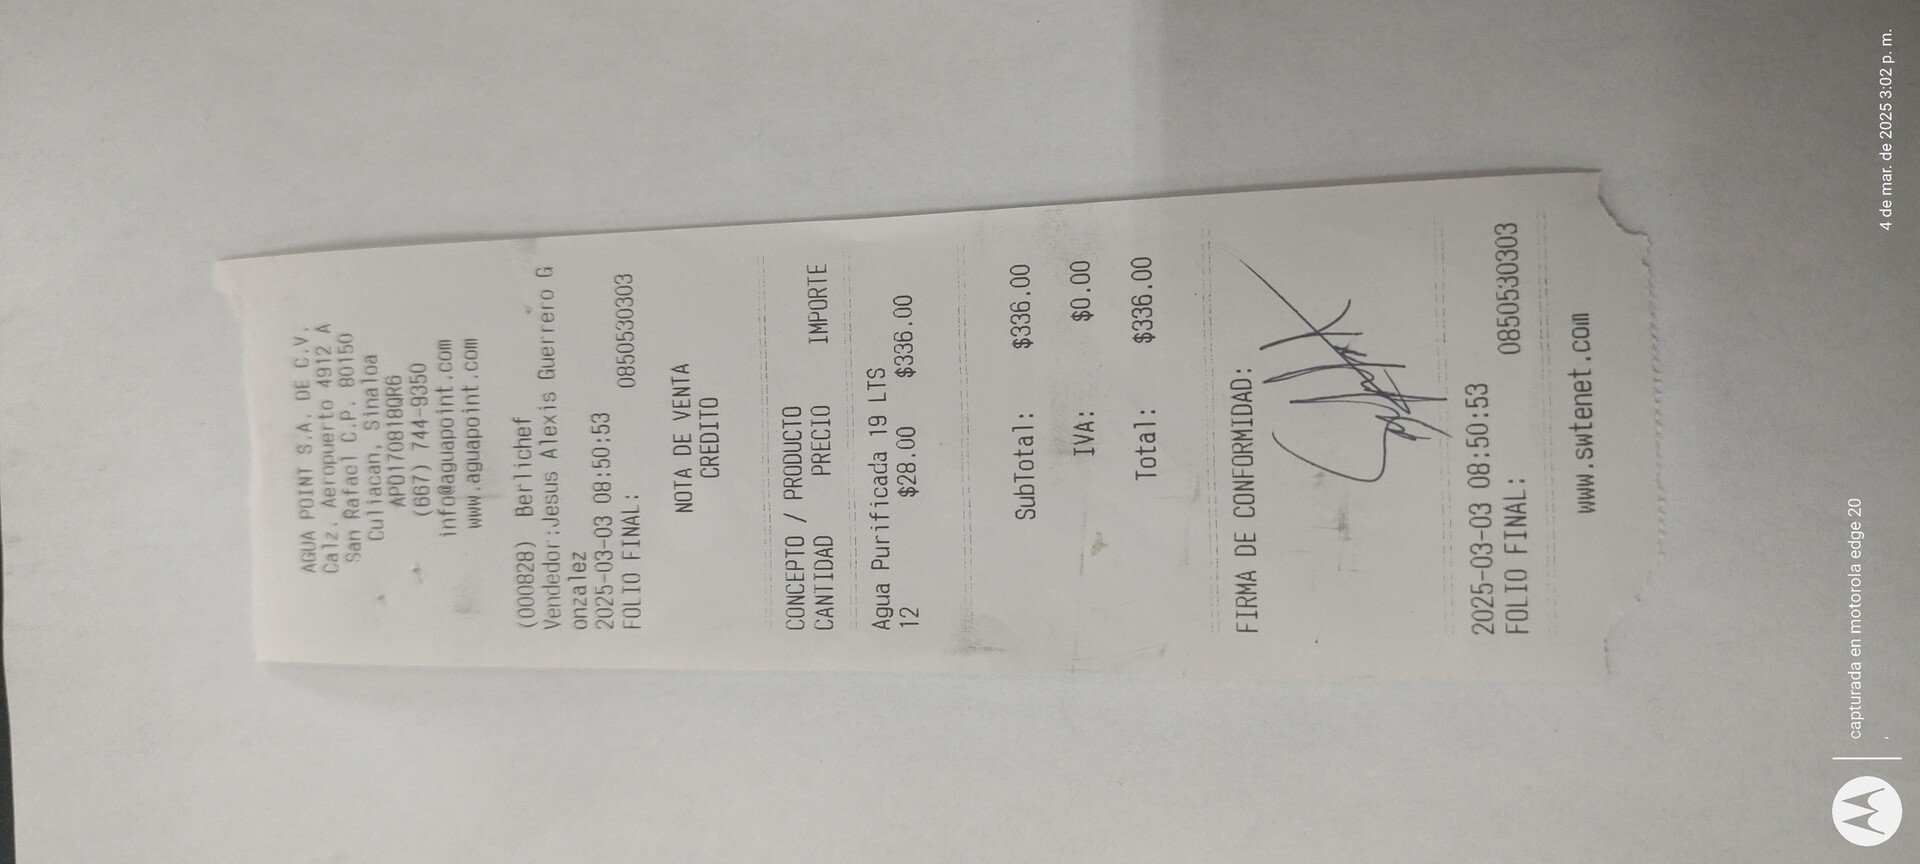 AGUA POINT S.A. DE C.V.
Calz. Aeropuerto 4912 A
San Rafael C.P. 80150
Culiacan, Sinaloa
APO170818QR6
(667) 744-9350
info@aguapoint.com
www.aguapoint.com
(000828) Berlichef
Vendedor:Jesus Alexis Guerrero G
onzalez
2025-03-03 08:50:53
FOLIO FINAL: 0850530303
NOTA DE VENTA
CREDITO
CONCEPTO / PRODUCTO
CANTIDAD PRECIO IMPORTE
Agua Purificada 19 LTS
12 $28.00 $336.00
SubTotal: $336.00
IVA: $0.00
Total: $336.00
FIRMA DE CONFORMIDAD:
2025-03-03 08:50:53
FOLIO FINAL: 0850530303
www.swtenet.com
capturada en motorola edge 20
4 de mar. de 2025 3:02 p. m.